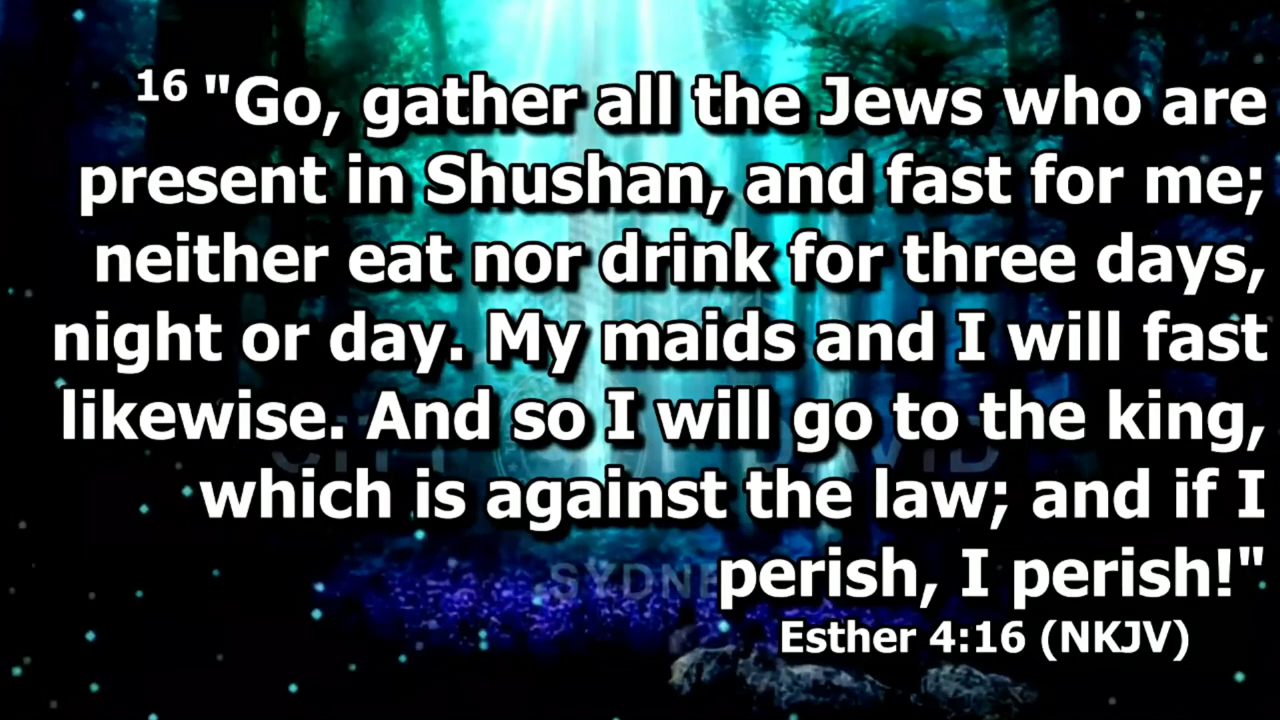 16 "Go, gather all the Jews who are
present in Shushan, and fast for me;
neither eat nor drink for three days,
night or day. My maids and I will fast
likewise. And so I will go to the king,
which is against the law; and if I
perish, I perish!"
Esther 4:16 (NKJV)